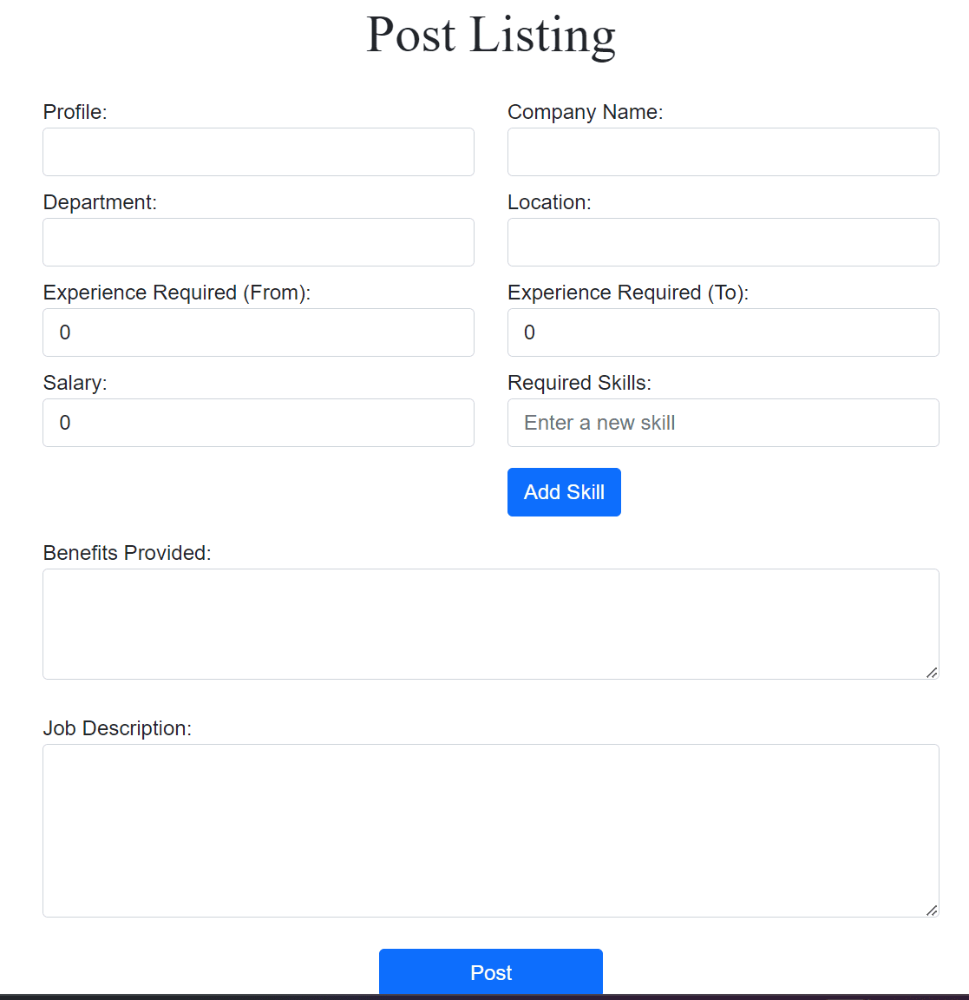 Post Listing
Profile:
Company Name:
Department:
Location:
Experience Required (From):
Experience Required (To):
0
0
Salary:
Required Skills:
0
Enter a new skill
Add Skill
Benefits Provided:
Job Description:
Post